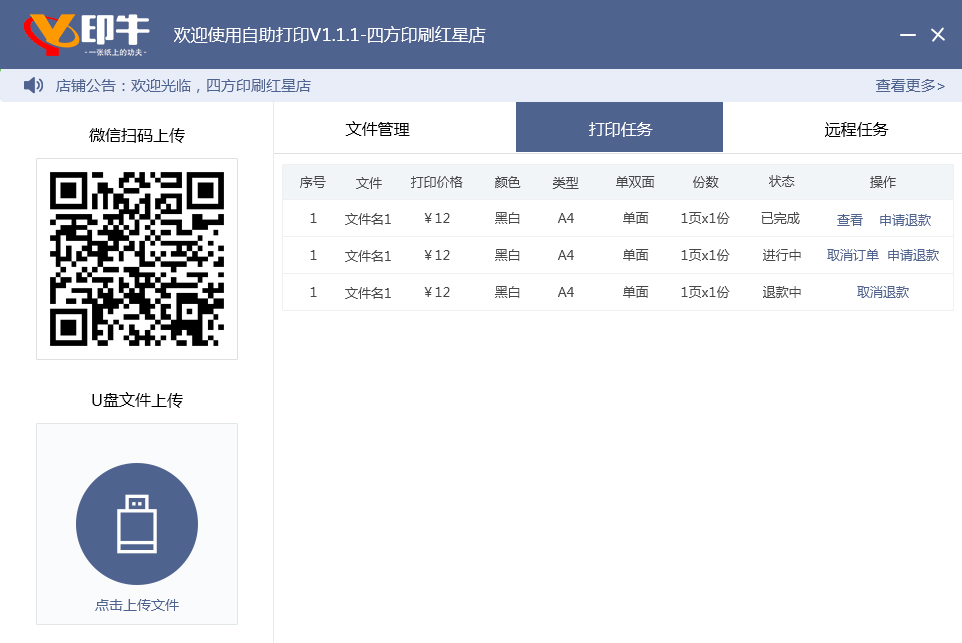 印牛
·一张纸上的功夫·
欢迎使用自助打印V1.1.1-四方印刷红星店
店铺公告：欢迎光临，四方印刷红星店
查看更多>
微信扫码上传
U盘文件上传
点击上传文件
文件管理 打印任务 远程任务
序号 文件 打印价格 颜色 类型 单双面 份数 状态 操作
1 文件名1 ￥12 黑白 A4 单面 1页x1份 已完成 查看 申请退款
1 文件名1 ￥12 黑白 A4 单面 1页x1份 进行中 取消订单 申请退款
1 文件名1 ￥12 黑白 A4 单面 1页x1份 退款中 取消退款